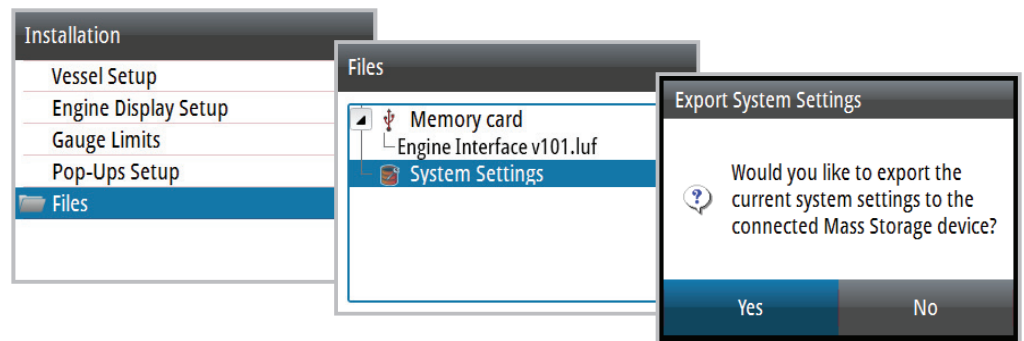 Installation
Vessel Setup
Engine Display Setup
Gauge Limits
Pop-Ups Setup
Files
Files
Memory card
Engine Interface v101.luf
System Settings
Export System Settings
Would you like to export the
current system settings to the
connected Mass Storage device?
Yes
No